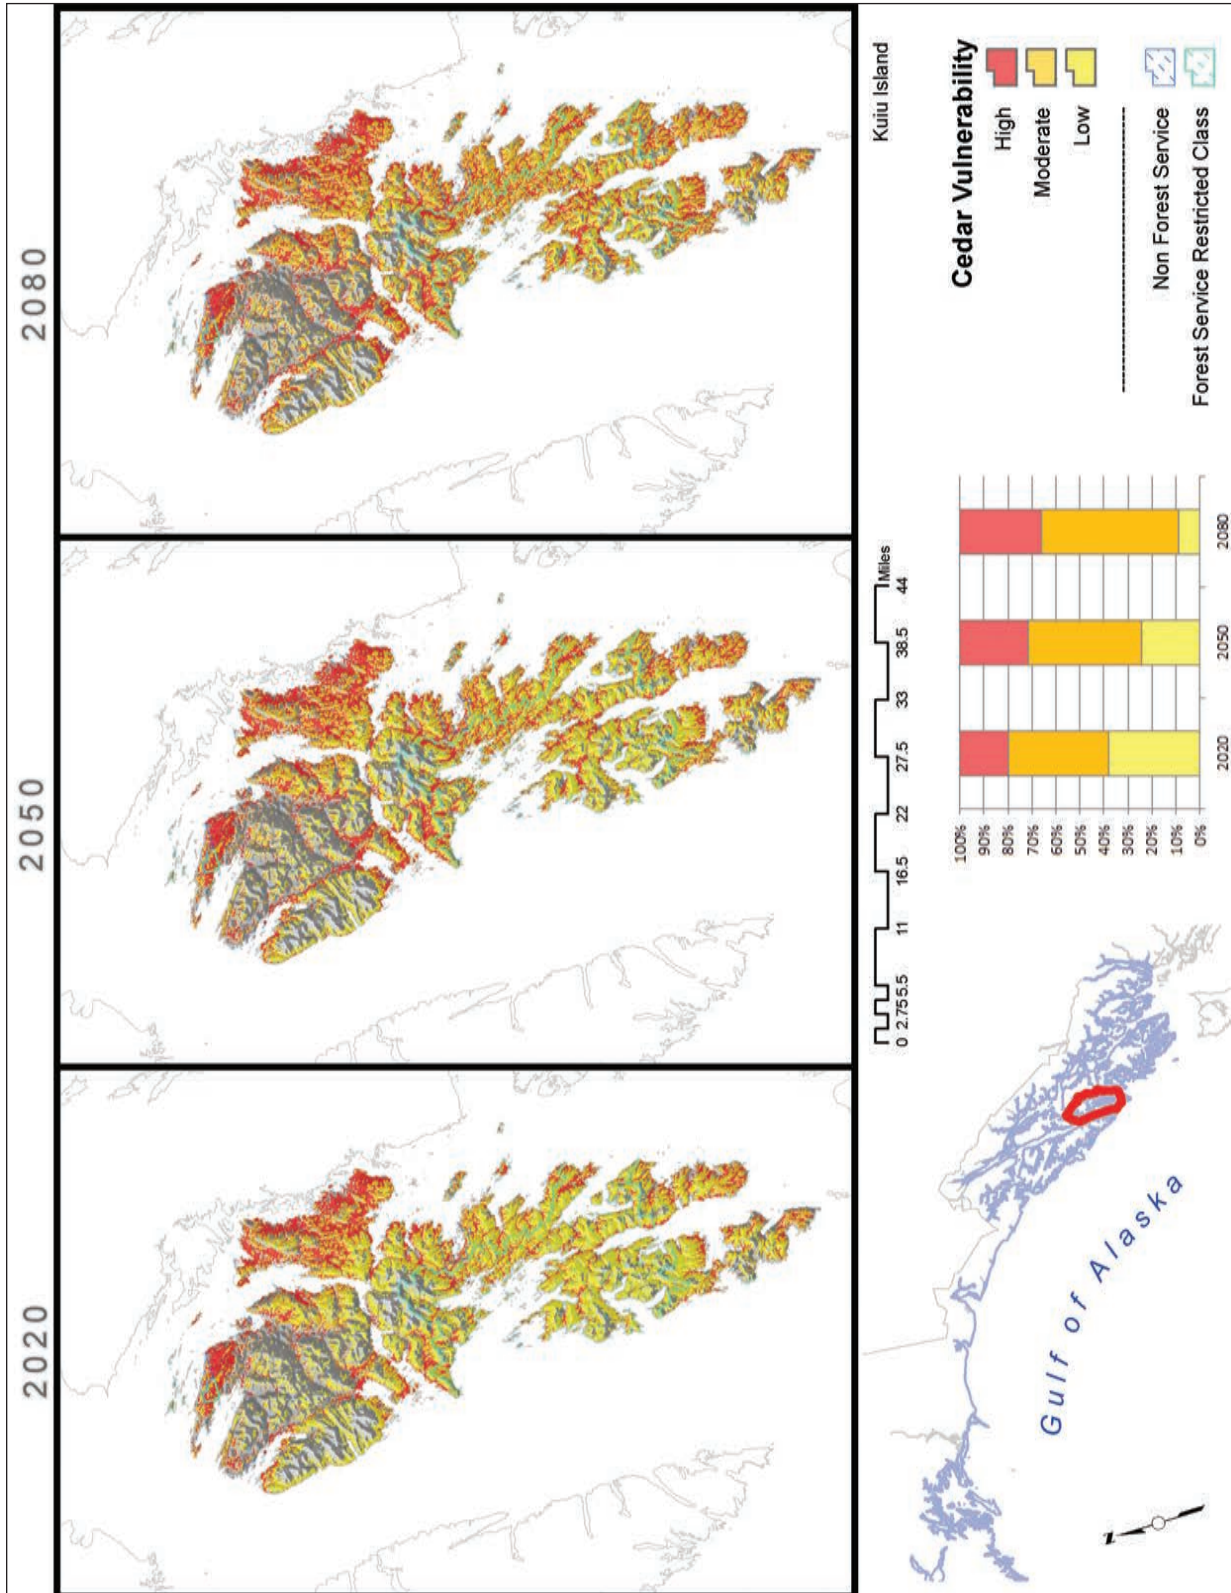 2020
2050
2080
Kuiu Island
0 2.75 5.5 11 16.5 22 27.5 33 38.5 44
Miles
Cedar Vulnerability
High
Moderate
Low
Non Forest Service
Forest Service Restricted Class
100%
90%
80%
70%
60%
50%
40%
30%
20%
10%
0%
2020 2050 2080
Gulf of Alaska
N